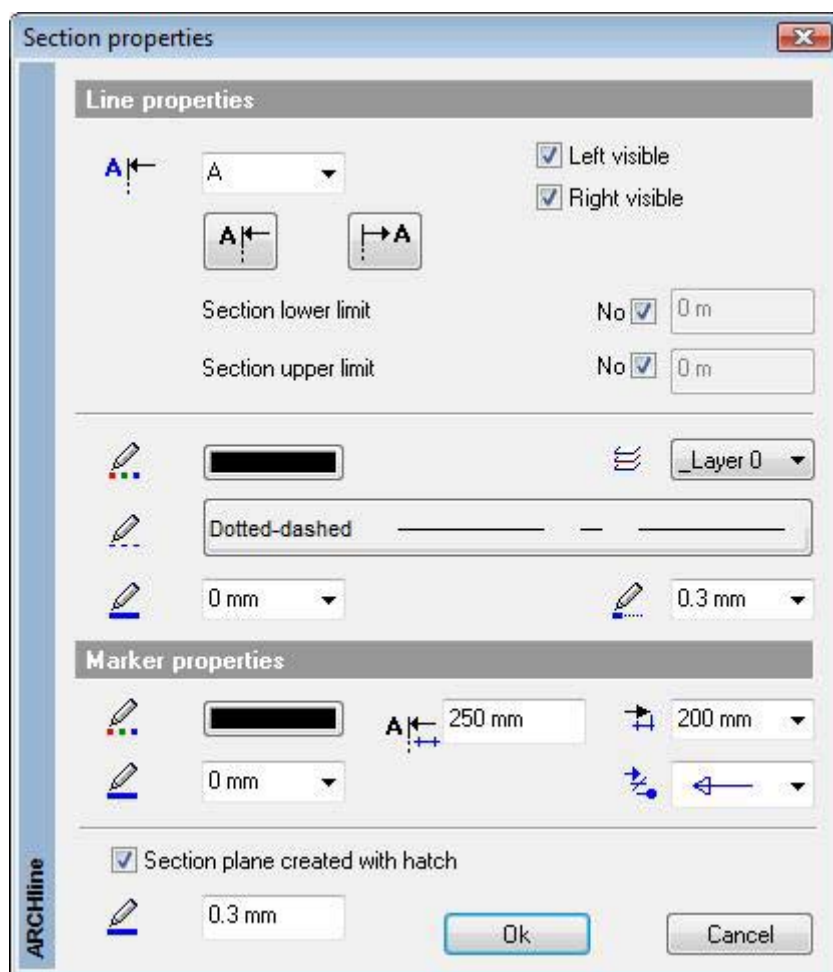 Section properties
Line properties
A
A
Left visible
Right visible
A
A
Section lower limit
No
0 m
Section upper limit
No
0 m
_Layer 0
Dotted-dashed
0 mm
0.3 mm
Marker properties
A
250 mm
200 mm
0 mm
Section plane created with hatch
0.3 mm
Ok
Cancel
ARCHline